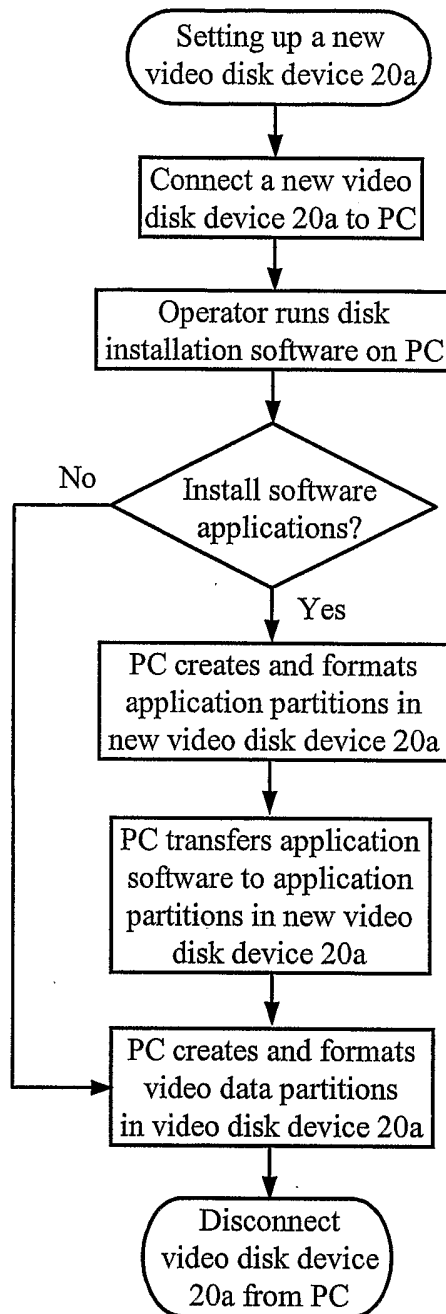 Setting up a new
video disk device 20a
Connect a new video
disk device 20a to PC
Operator runs disk
installation software on PC
No
Install software
applications?
Yes
PC creates and formats
application partitions in
new video disk device 20a
PC transfers application
software to application
partitions in new video
disk device 20a
PC creates and formats
video data partitions
in video disk device 20a
Disconnect
video disk device
20a from PC